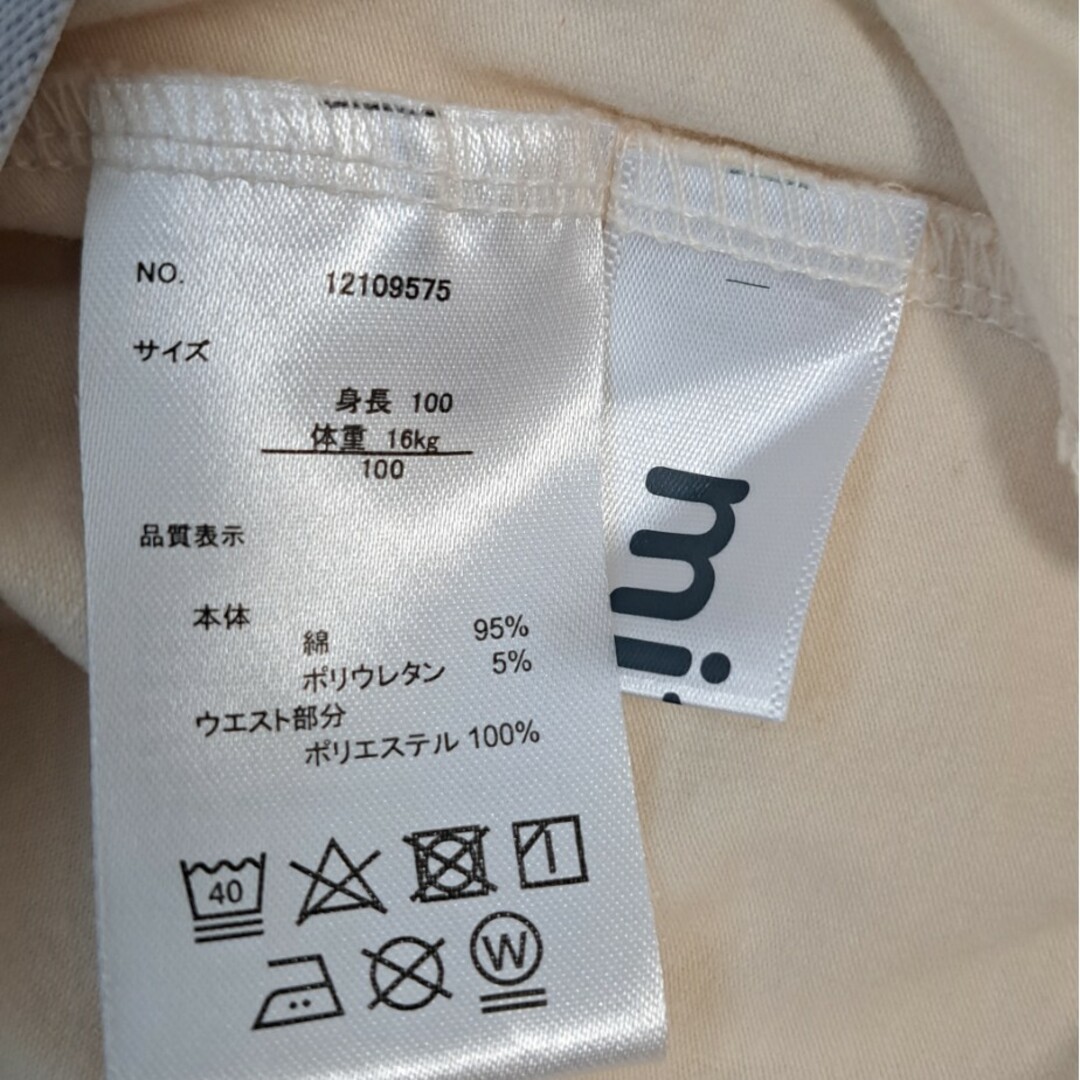 NO. 12109575
サイズ
身長 100
体重 16kg
100
品質表示
本体
綿 95%
ポリウレタン 5%
ウエスト部分
ポリエステル 100%
40
W